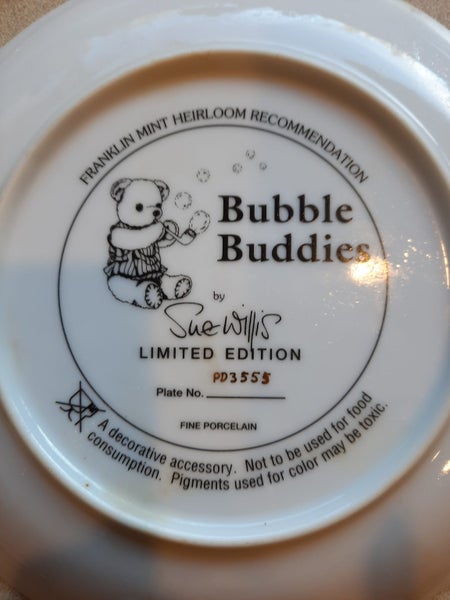 FRANKLIN MINT HEIRLOOM RECOMMENDATION
Bubble
Buddies
by
Sue Willis
LIMITED EDITION
PD3555
Plate No.
FINE PORCELAIN
A decorative accessory. Not to be used for food
consumption. Pigments used for color may be toxic.